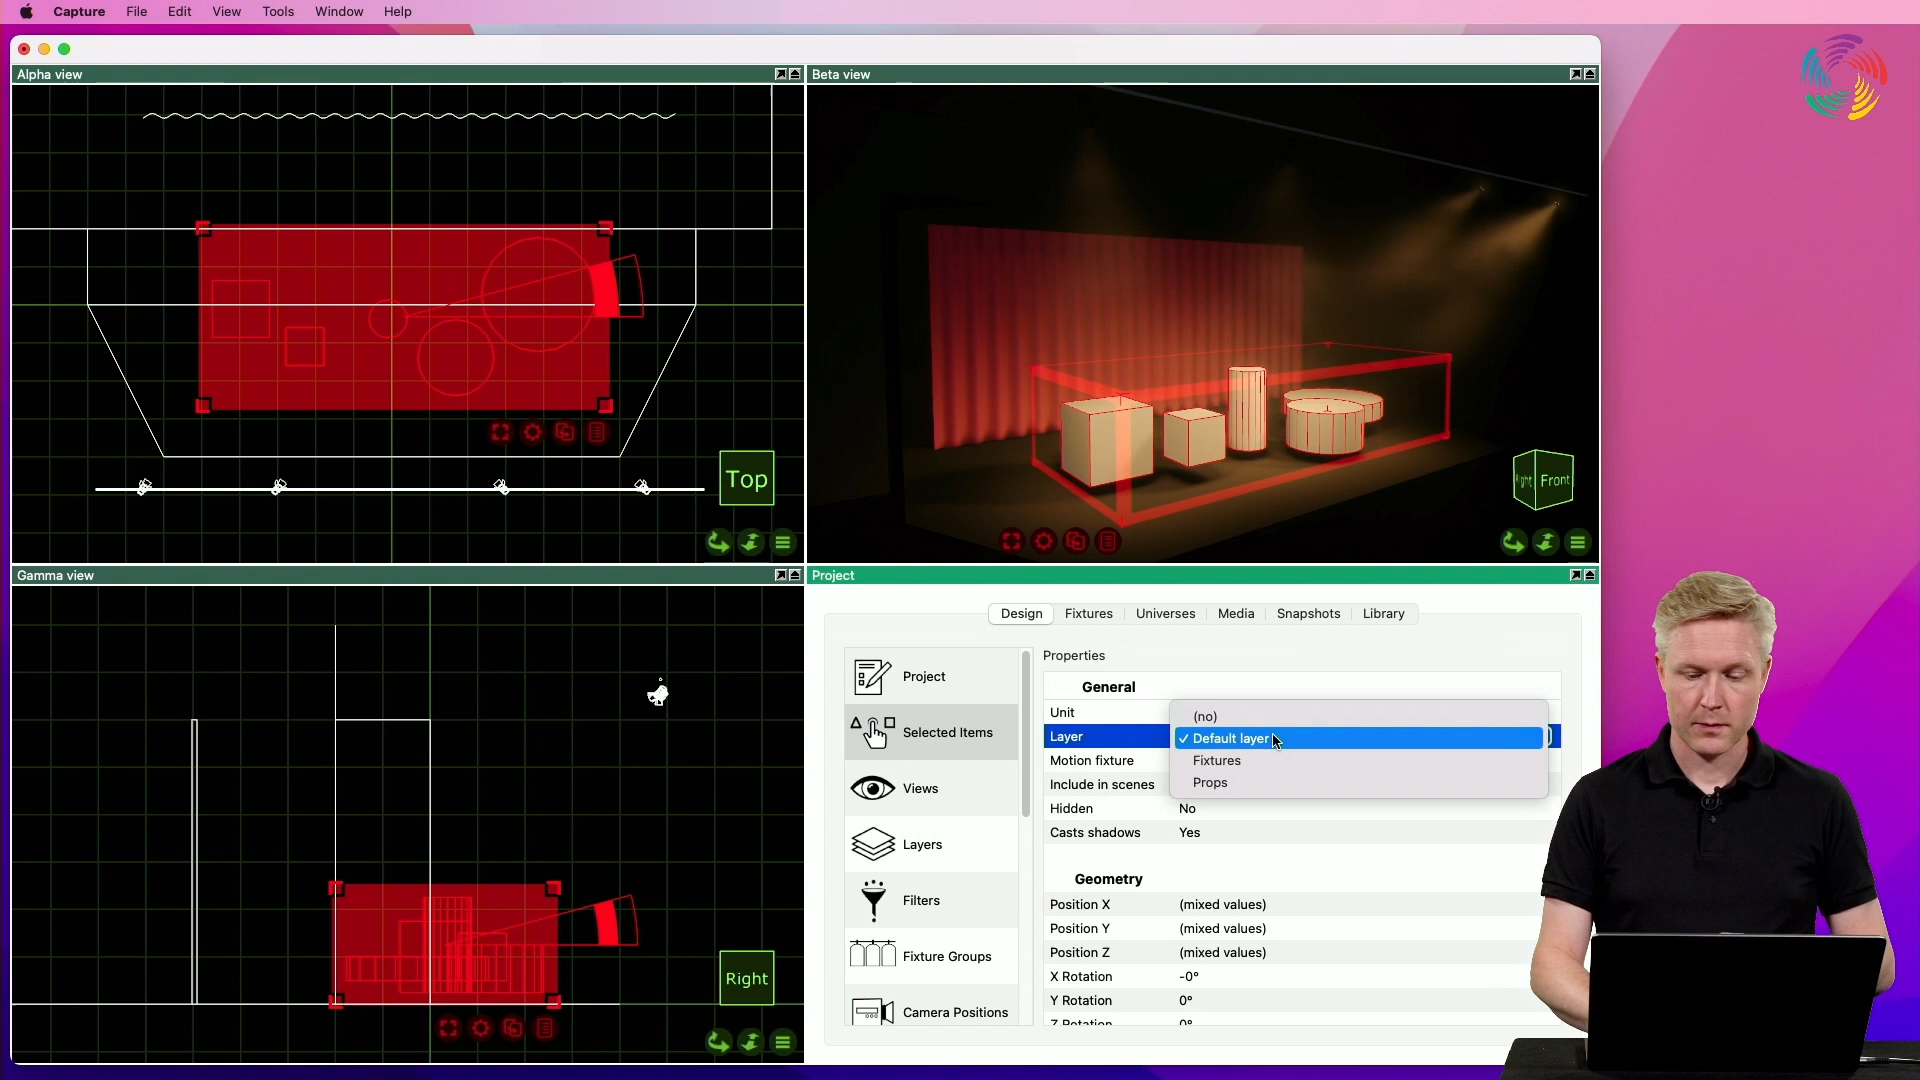 Capture File Edit View Tools Window Help
Alpha view
Beta view
Top
Front
Gamma view
Project
Design Fixtures Universes Media Snapshots Library
Properties
Project
Selected Items
Views
Layers
Filters
Fixture Groups
Camera Positions
General
Unit
Layer
Motion fixture
Include in scenes
Hidden No
Casts shadows Yes
(no)
✓ Default layer
Fixtures
Props
Geometry
Position X (mixed values)
Position Y (mixed values)
Position Z (mixed values)
X Rotation -0°
Y Rotation 0°
Z Rotation 0°
Right